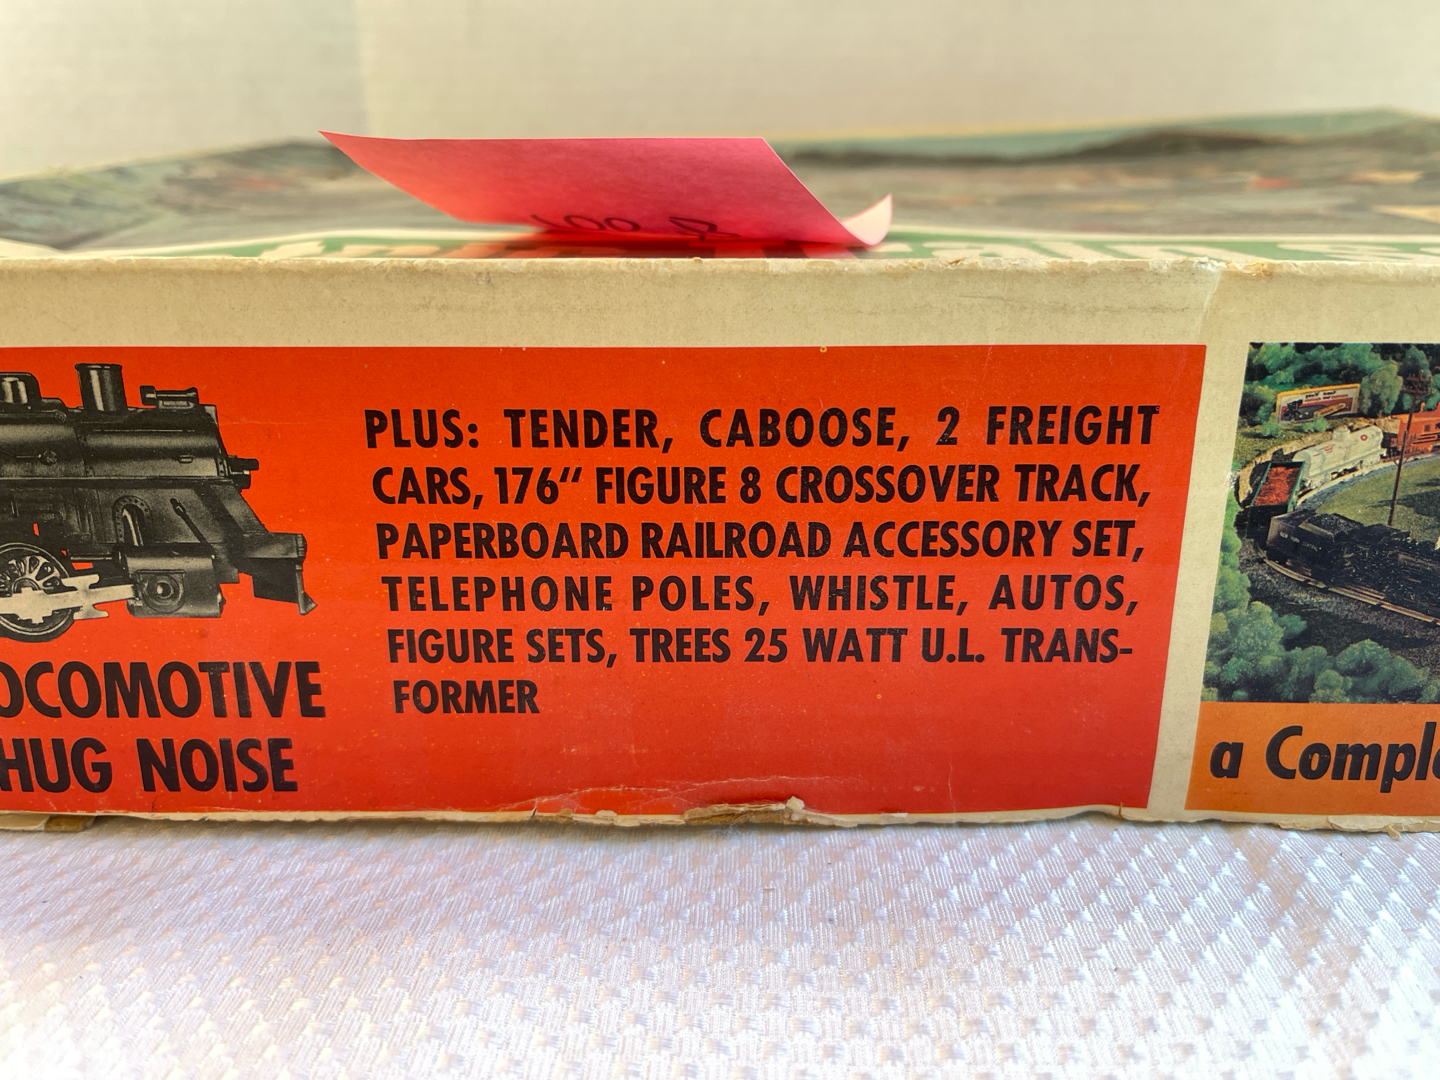 PLUS: TENDER, CABOOSE, 2 FREIGHT
CARS, 176“ FIGURE 8 CROSSOVER TRACK,
PAPERBOARD RAILROAD ACCESSORY SET,
TELEPHONE POLES, WHISTLE, AUTOS,
FIGURE SETS, TREES 25 WATT U.L. TRANS-
FORMER
OCOMOTIVE
HUG NOISE
a Comple